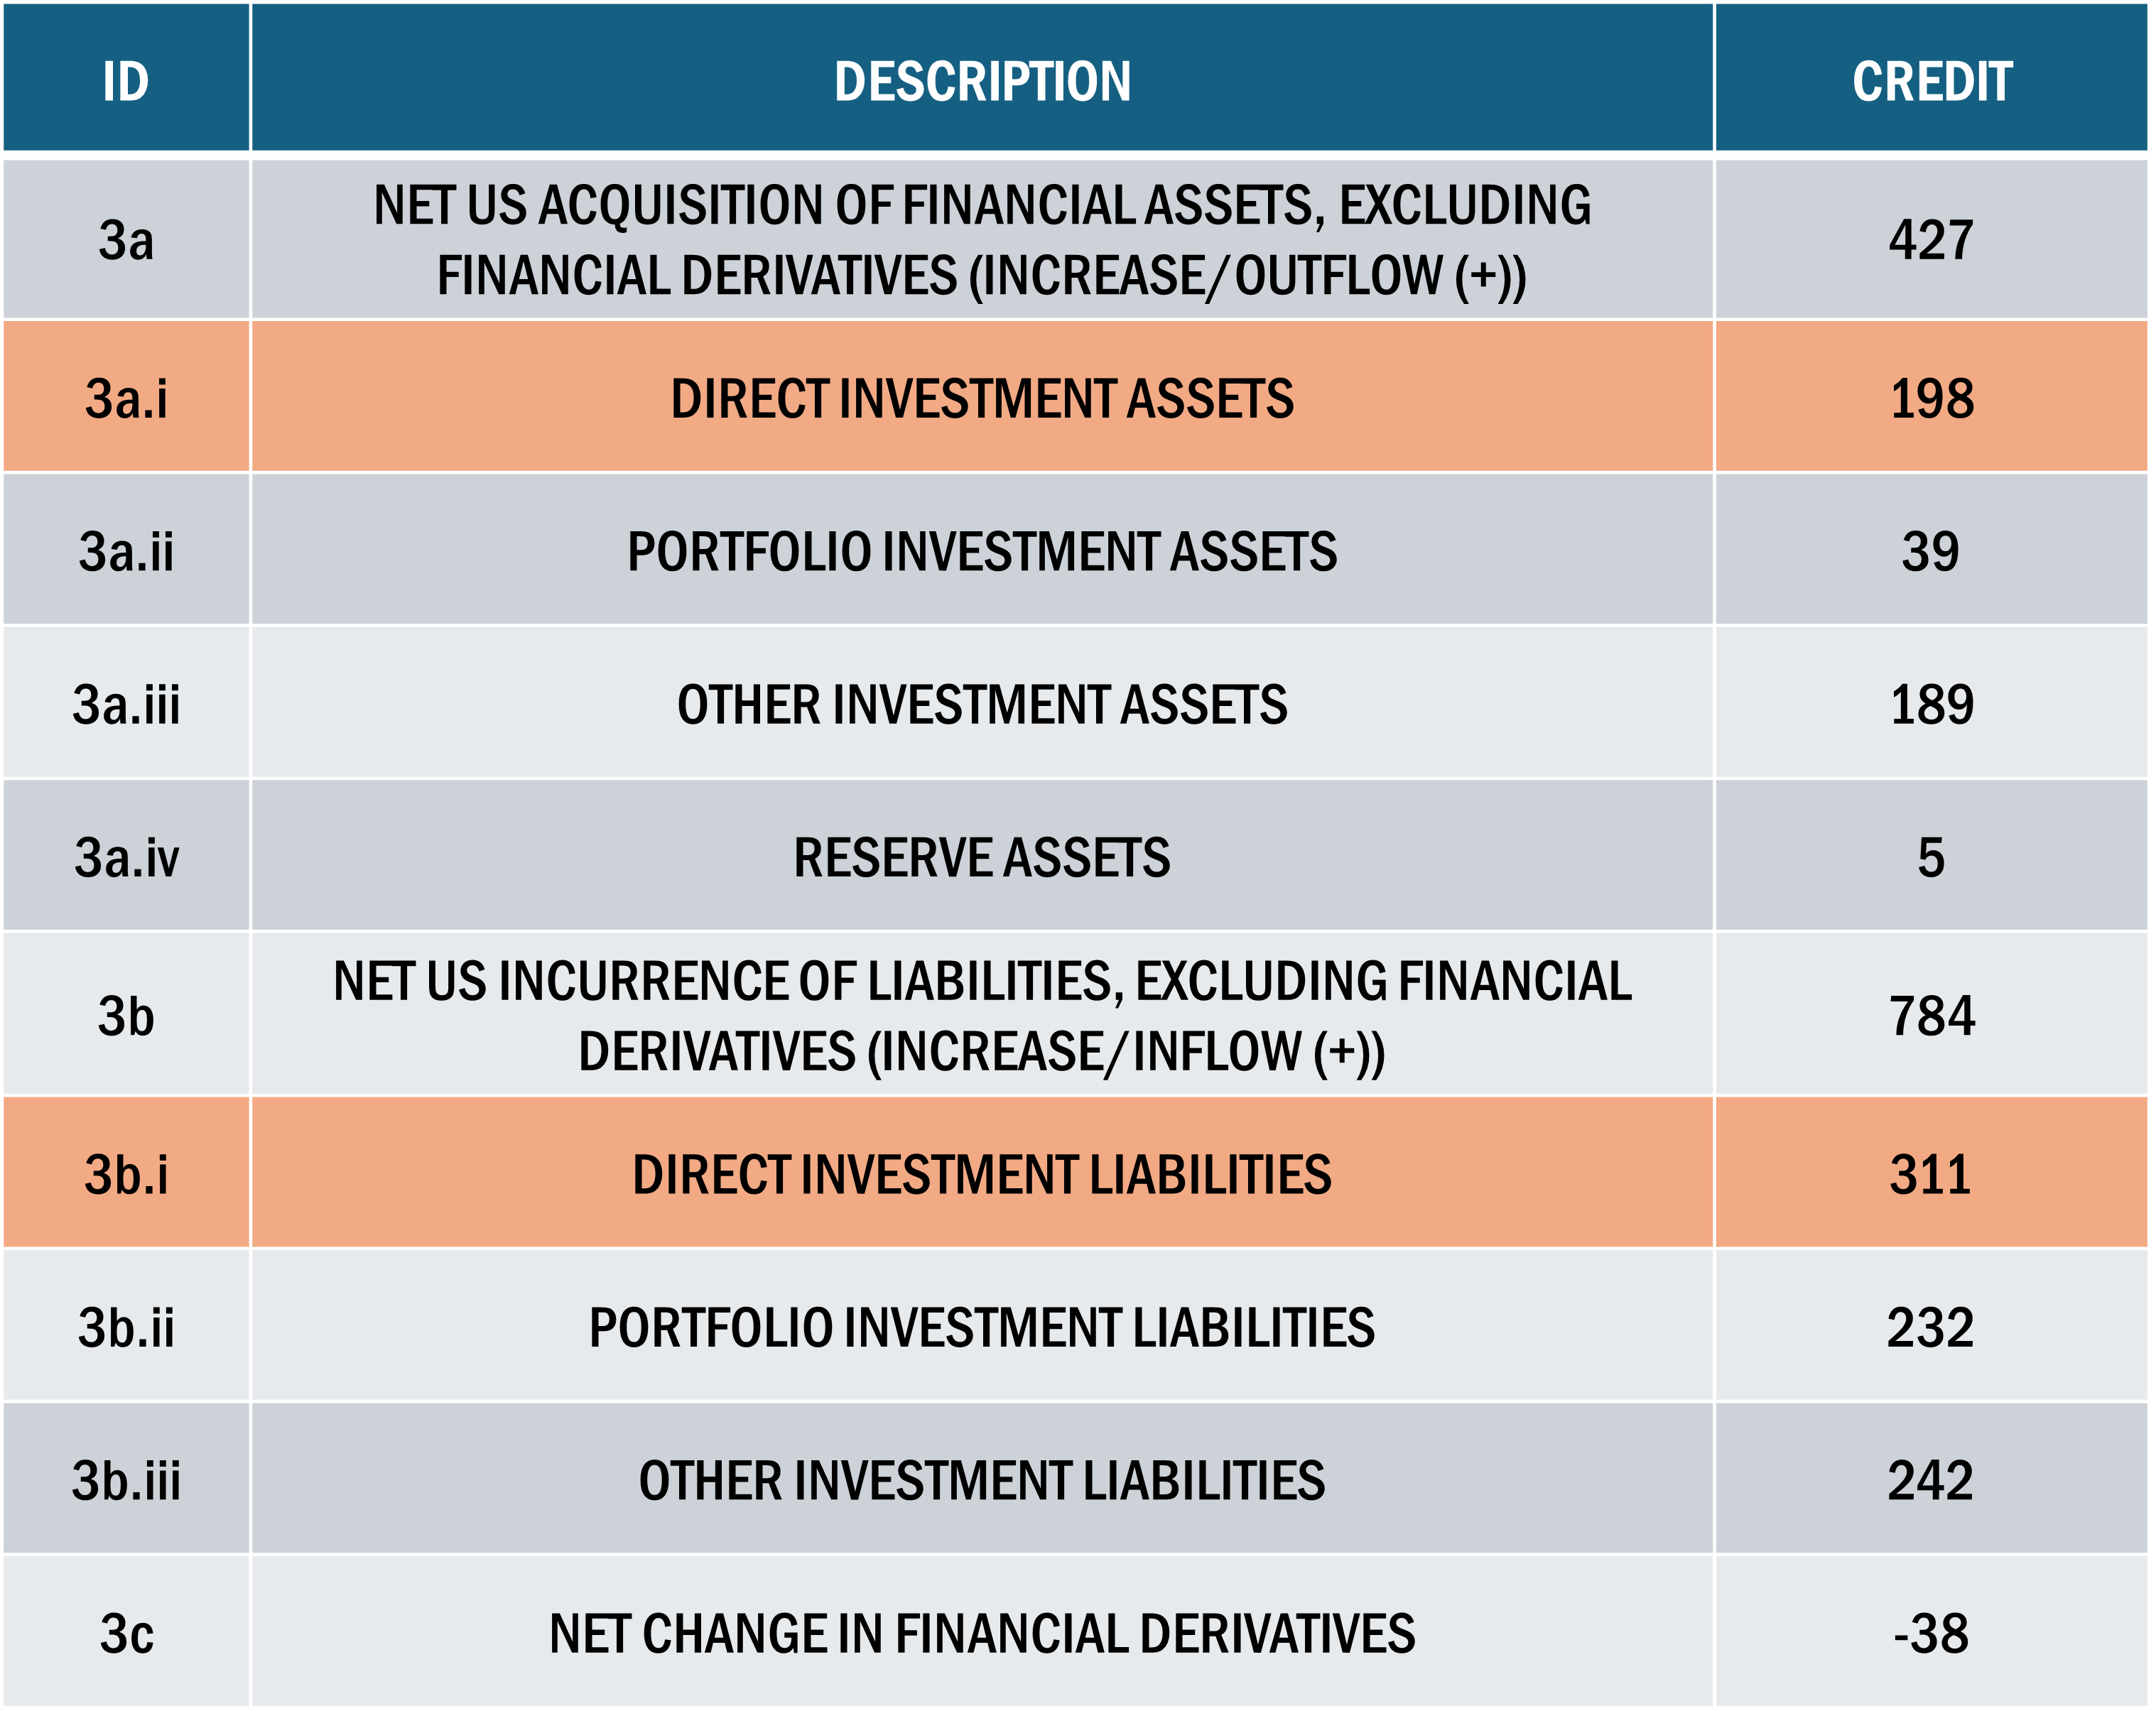 ID DESCRIPTION CREDIT
3a NET US ACQUISITION OF FINANCIAL ASSETS, EXCLUDING
FINANCIAL DERIVATIVES (INCREASE/OUTFLOW (+)) 427
3a.i DIRECT INVESTMENT ASSETS 198
3a.ii PORTFOLIO INVESTMENT ASSETS 39
3a.iii OTHER INVESTMENT ASSETS 189
3a.iv RESERVE ASSETS 5
3b NET US INCURRENCE OF LIABILITIES, EXCLUDING FINANCIAL
DERIVATIVES (INCREASE/INFLOW (+)) 784
3b.i DIRECT INVESTMENT LIABILITIES 311
3b.ii PORTFOLIO INVESTMENT LIABILITIES 232
3b.iii OTHER INVESTMENT LIABILITIES 242
3c NET CHANGE IN FINANCIAL DERIVATIVES -38